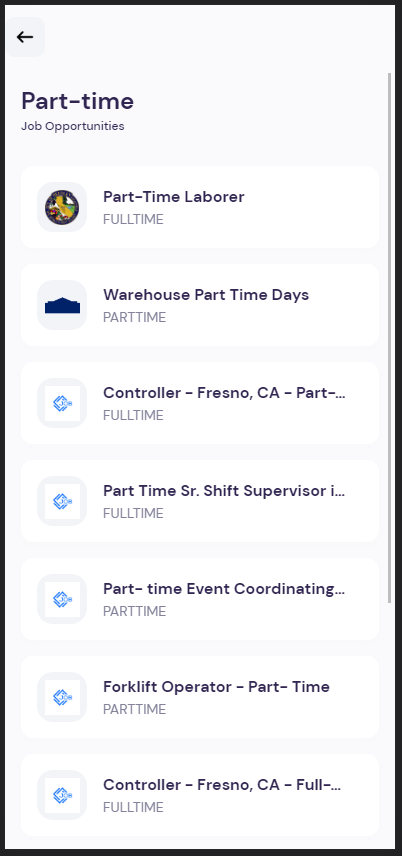 Part-time
Job Opportunities
Part-Time Laborer
FULLTIME
Warehouse Part Time Days
PARTTIME
Controller - Fresno, CA - Part-...
FULLTIME
Part Time Sr. Shift Supervisor i...
FULLTIME
Part- time Event Coordinating...
PARTTIME
Forklift Operator - Part- Time
PARTTIME
Controller - Fresno, CA - Full-...
FULLTIME